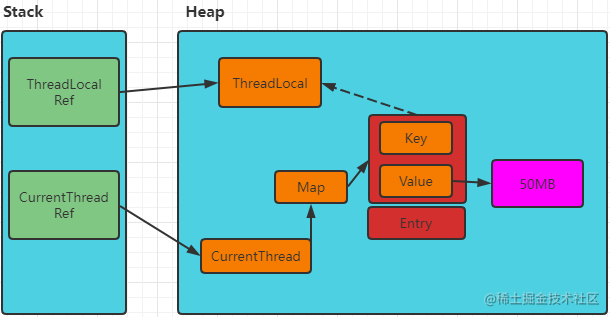 Stack
Heap
ThreadLocal
Ref
ThreadLocal
Key
Value
50MB
Map
CurrentThread
Ref
Entry
CurrentThread
@稀土掘金技术社区